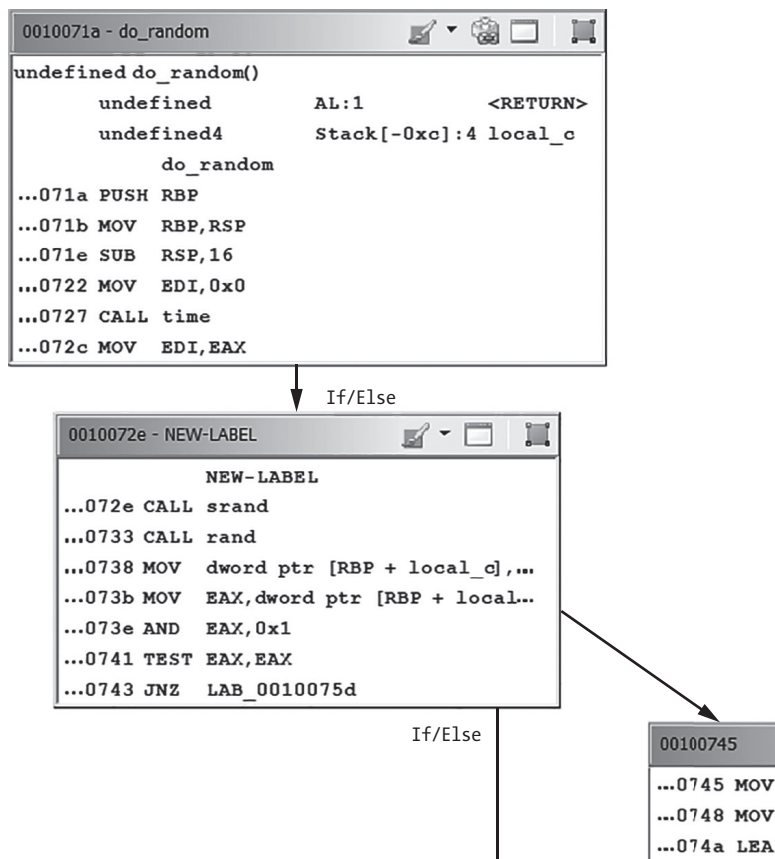 0010071a - do_random
undefined do_random()
undefined AL:1 <RETURN>
undefined4 Stack[-0xc]:4 local_c
do_random
...071a PUSH RBP
...071b MOV RBP,RSP
...071e SUB RSP,16
...0722 MOV EDI,0x0
...0727 CALL time
...072c MOV EDI,EAX
If/Else
0010072e - NEW-LABEL
NEW-LABEL
...072e CALL srand
...0733 CALL rand
...0738 MOV dword ptr [RBP + local_c],...
...073b MOV EAX,dword ptr [RBP + local...
...073e AND EAX,0x1
...0741 TEST EAX,EAX
...0743 JNZ LAB_0010075d
If/Else
00100745
...0745 MOV
...0748 MOV
...074a LEA